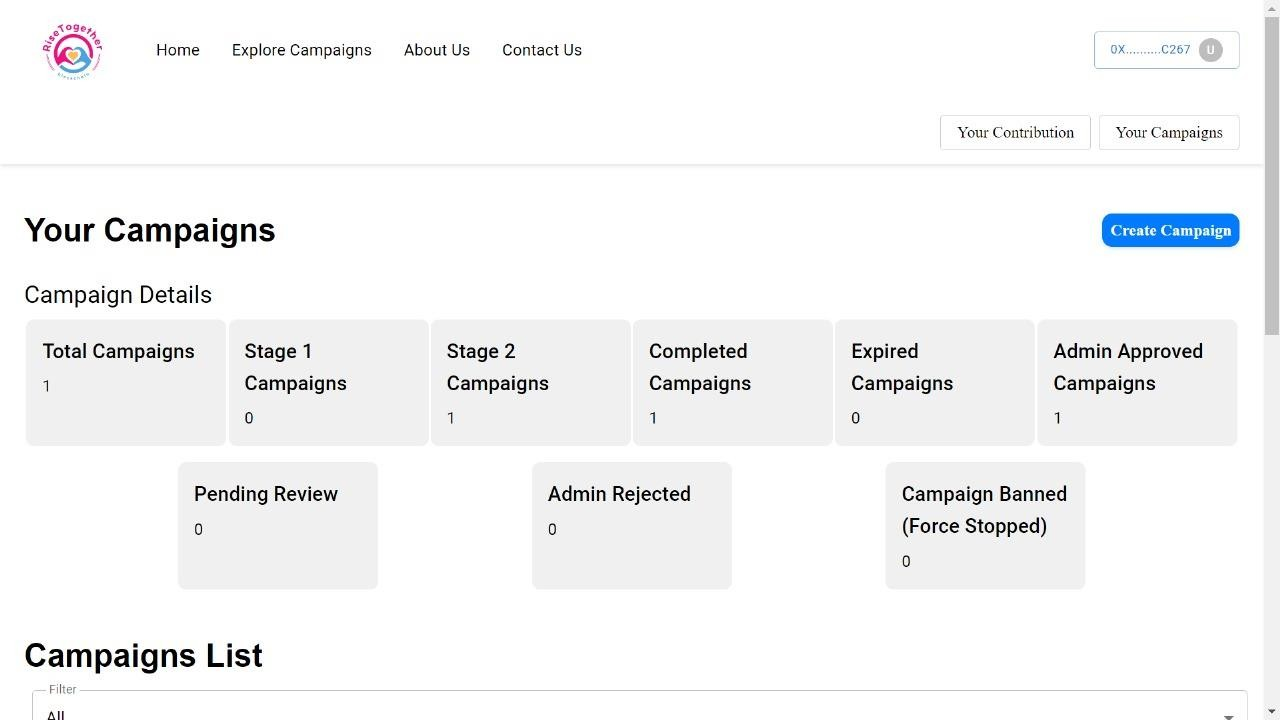 RiseTogether
Home
Explore Campaigns
About Us
Contact Us
0X..........C267
U
Your Contribution
Your Campaigns
Your Campaigns
Create Campaign
Campaign Details
Total Campaigns
1
Stage 1
Campaigns
0
Stage 2
Campaigns
1
Completed
Campaigns
1
Expired
Campaigns
0
Admin Approved
Campaigns
1
Pending Review
0
Admin Rejected
0
Campaign Banned
(Force Stopped)
0
Campaigns List
Filter
All